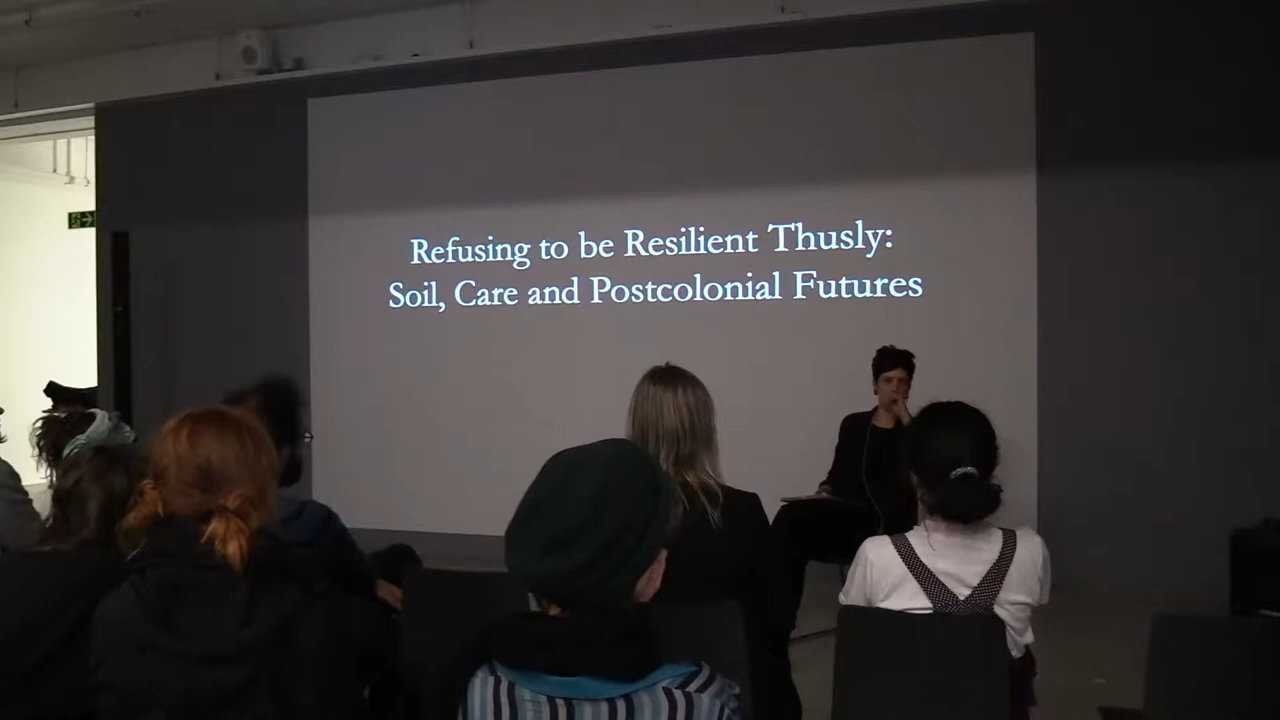 Refusing to be Resilient Thusly:
Soil, Care and Postcolonial Futures